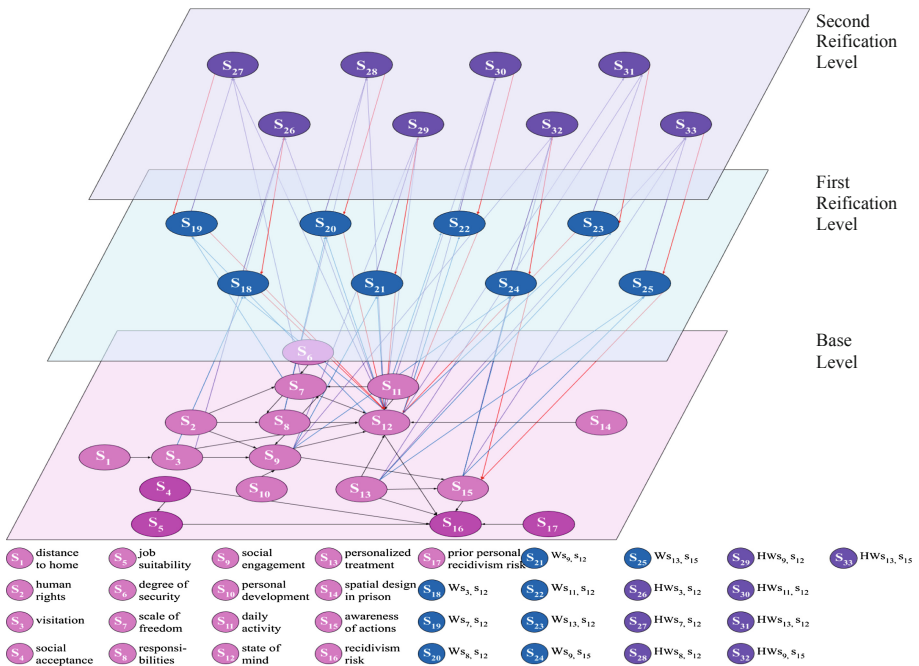 Second
Reification
Level
S27 S28 S30 S31
S26 S29 S32 S33
First
Reification
Level
S19 S20 S22 S23
S18 S21 S24 S25
Base
Level
S6
S7 S11
S2 S8 S12 S14
S1 S3 S9
S4 S10 S13 S15
S5 S16 S17
S1 distance to home
S2 human rights
S3 visitation
S4 social acceptance
S5 job suitability
S6 degree of security
S7 scale of freedom
S8 responsi-bilities
S9 social engagement
S10 personal development
S11 daily activity
S12 state of mind
S13 personalized treatment
S14 spatial design in prison
S15 awareness of actions
S16 recidivism risk
S17 prior personal recidivism risk
S18 Ws3, s12
S19 Ws7, s12
S20 Ws8, s12
S21 Ws9, s12
S22 Ws11, s12
S23 Ws13, s12
S24 Ws9, s15
S25 Ws13, s15
S26 HWs3, s12
S27 HWs7, s12
S28 HWs8, s12
S29 HWs9, s12
S30 HWs11, s12
S31 HWs13, s12
S32 HWs9, s15
S33 HWs13, s15